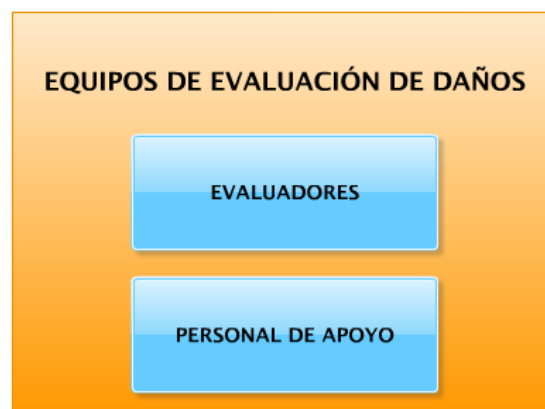 EQUIPOS DE EVALUACIÓN DE DAÑOS
EVALUADORES
PERSONAL DE APOYO